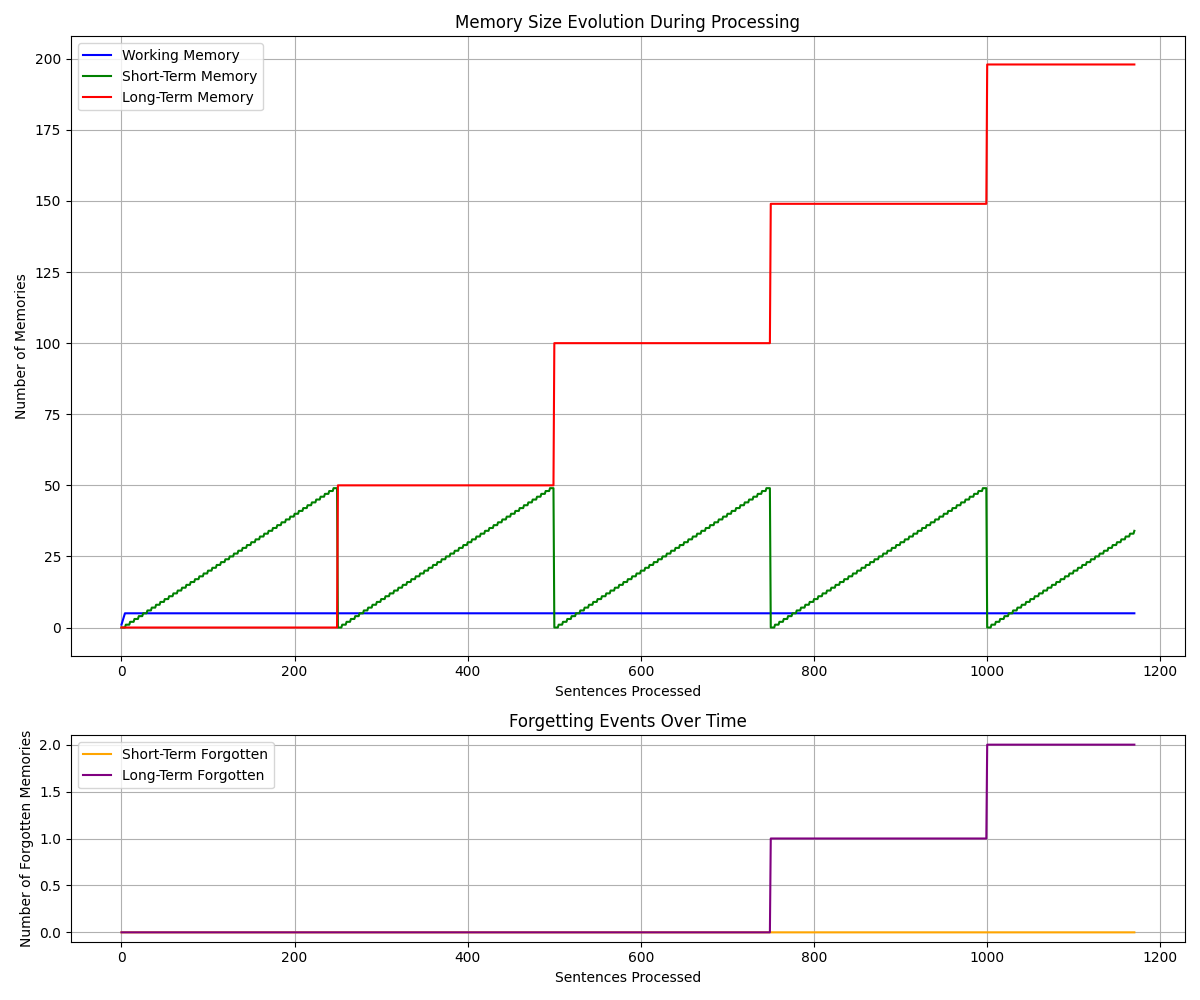 Memory Size Evolution During Processing
Working Memory
Short-Term Memory
Long-Term Memory
200
175
150
125
100
75
50
25
0
Number of Memories
0 200 400 600 800 1000 1200
Sentences Processed
Forgetting Events Over Time
Short-Term Forgotten
Long-Term Forgotten
2.0
1.5
1.0
0.5
0.0
Number of Forgotten Memories
0 200 400 600 800 1000 1200
Sentences Processed